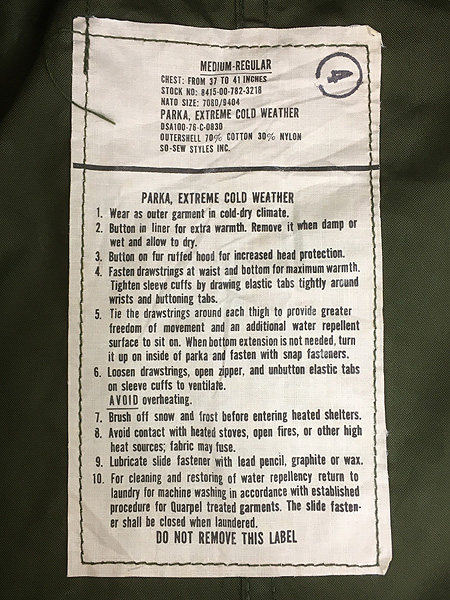 MEDIUM-REGULAR
CHEST: FROM 37 TO 41 INCHES
STOCK NO: 8415-00-782-3218
NATO SIZE: 7080/9404
PARKA, EXTREME COLD WEATHER
DSA100-76-C-0830
OUTERSHELL 70% COTTON 30% NYLON
SO-SEW STYLES INC.
4
PARKA, EXTREME COLD WEATHER
1. Wear as outer garment in cold-dry climate.
2. Button in liner for extra warmth. Remove it when damp or
wet and allow to dry.
3. Button on fur ruffed hood for increased head protection.
4. Fasten drawstrings at waist and bottom for maximum warmth.
Tighten sleeve cuffs by drawing elastic tabs tightly around
wrists and buttoning tabs.
5. Tie the drawstrings around each thigh to provide greater
freedom of movement and an additional water repellent
surface to sit on. When bottom extension is not needed, turn
it up on inside of parka and fasten with snap fasteners.
6. Loosen drawstrings, open zipper, and unbutton elastic tabs
on sleeve cuffs to ventilate.
AVOID overheating.
7. Brush off snow and frost before entering heated shelters.
8. Avoid contact with heated stoves, open fires, or other high
heat sources; fabric may fuse.
9. Lubricate slide fastener with lead pencil, graphite or wax.
10. For cleaning and restoring of water repellency return to
laundry for machine washing in accordance with established
procedure for Quarpel treated garments. The slide fasten-
er shall be closed when laundered.
DO NOT REMOVE THIS LABEL